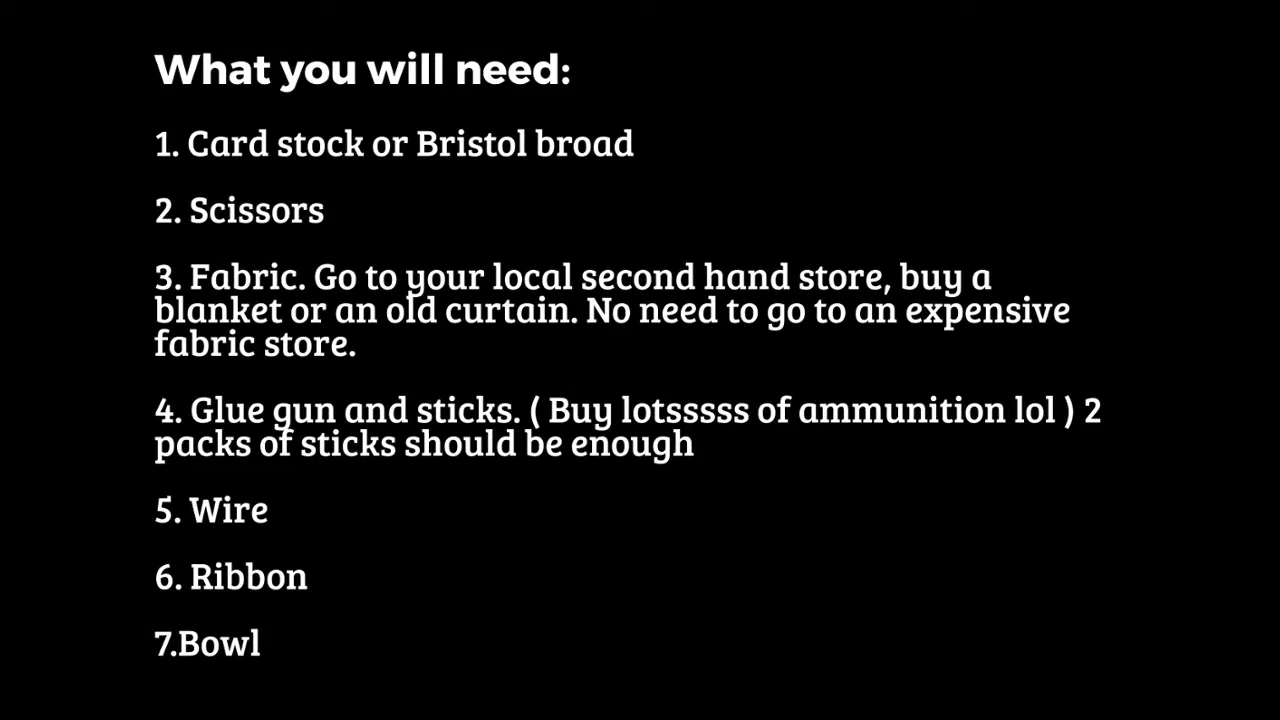 What you will need:
1. Card stock or Bristol broad
2. Scissors
3. Fabric. Go to your local second hand store, buy a
blanket or an old curtain. No need to go to an expensive
fabric store.
4. Glue gun and sticks. ( Buy lotsssss of ammunition lol ) 2
packs of sticks should be enough
5. Wire
6. Ribbon
7.Bowl